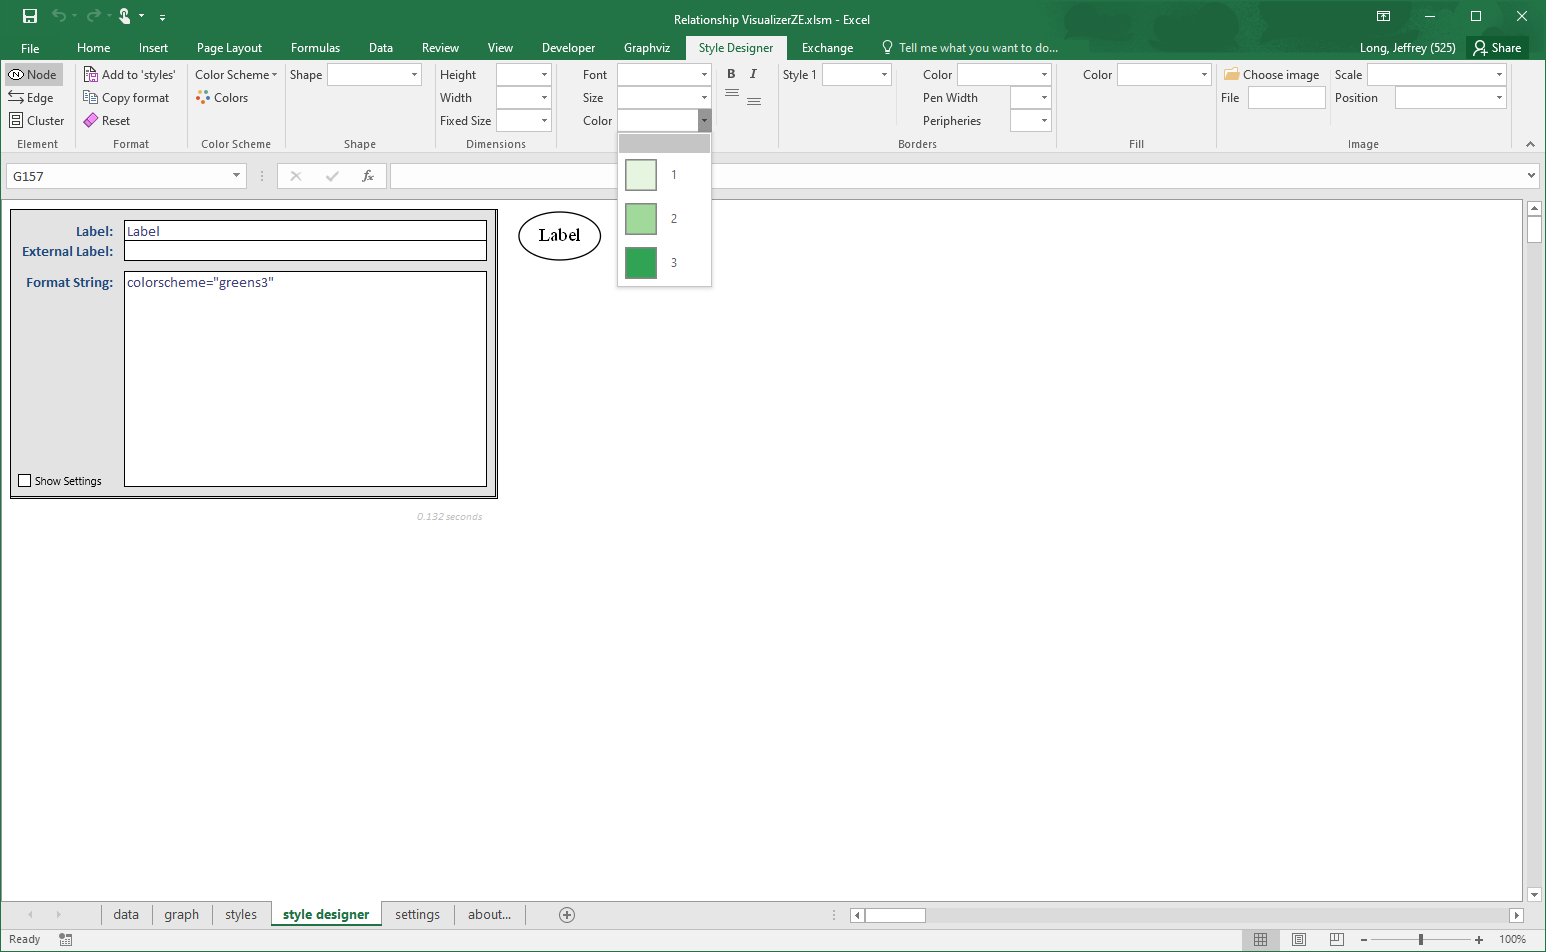 Relationship VisualizerZE.xlsm - Excel
File Home Insert Page Layout Formulas Data Review View Developer Graphviz Style Designer Exchange Tell me what you want to do... Long, Jeffrey (525) Share
Node Add to 'styles' Color Scheme Shape Height Font B I Style 1 Color Color Choose image Scale
Edge Copy format Colors Width Size Pen Width File Position
Cluster Reset Fixed Size Color Peripheries
Element Format Color Scheme Shape Dimensions Borders Fill Image
G157 fx
1
2
3
Label: Label
External Label:
Format String: colorscheme="greens3"
Show Settings
0.132 seconds
Label
data graph styles style designer settings about...
Ready 100%